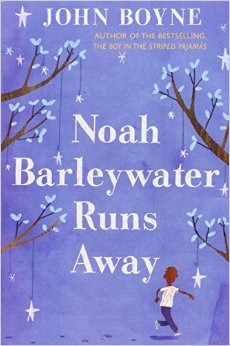 JOHN BOYNE
AUTHOR OF THE BESTSELLING
THE BOY IN THE STRIPED PAJAMAS
Noah
Barleywater
Runs
Away